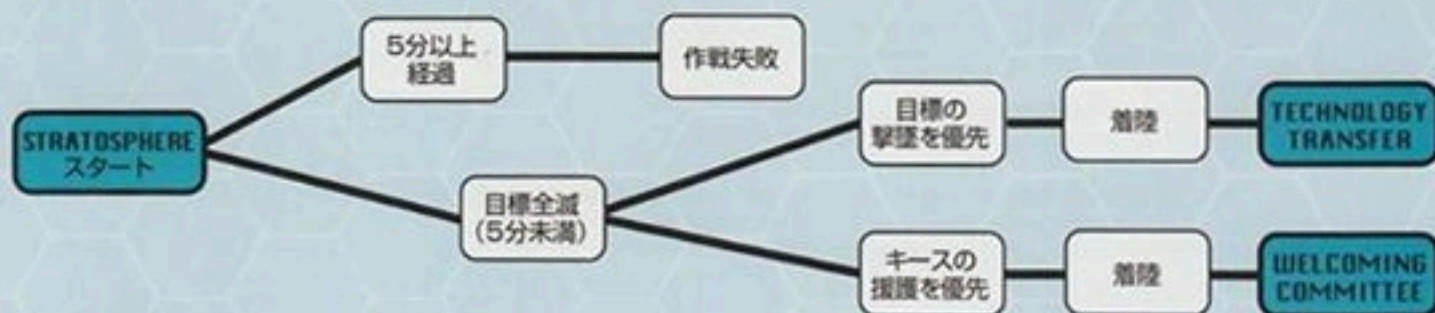 5分以上
経過
作戦失敗
STRATOSPHERE
スタート
目標全滅
(5分未満)
目標の
撃墜を優先
着陸
TECHNOLOGY
TRANSFER
キースの
援護を優先
着陸
WELCOMING
COMMITTEE